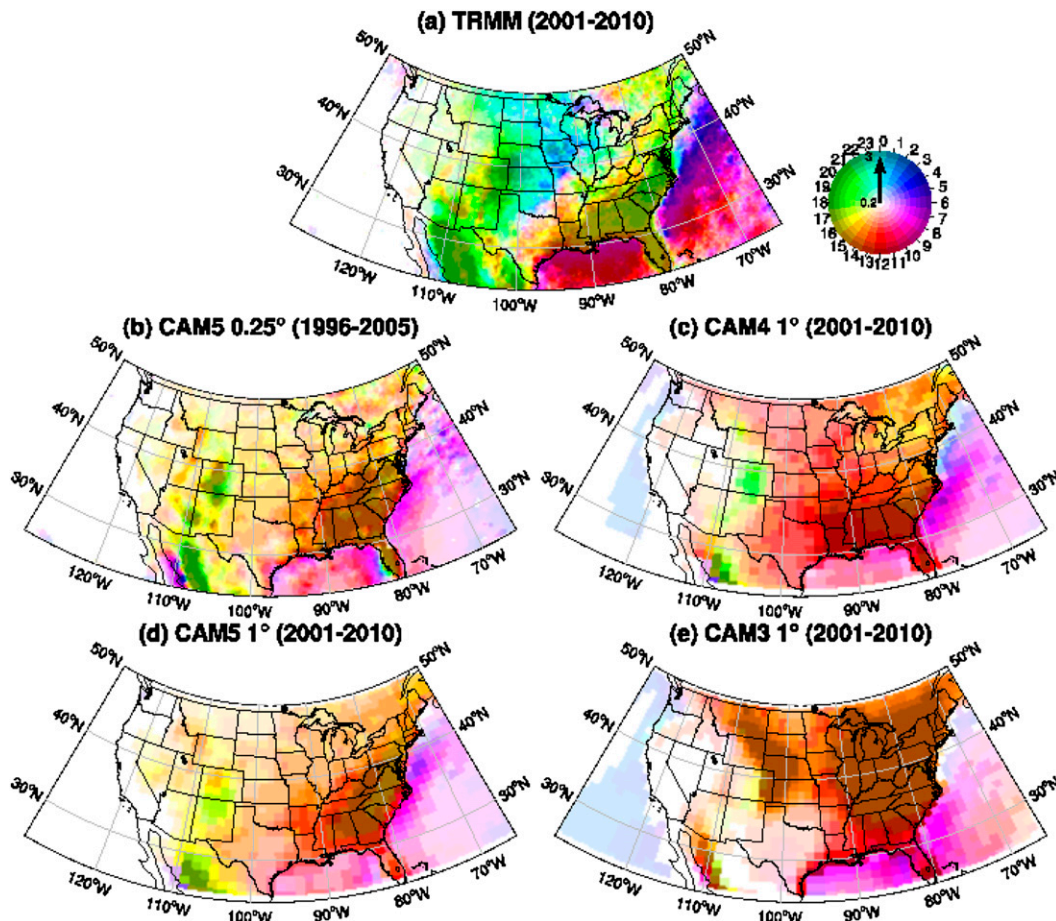 (a) TRMM (2001-2010)
50°N
50°N
40°N
40°N
30°N
30°N
120°W
110°W
100°W
90°W
80°W
70°W
22 23 0 1 2
21 3 3
20 4
19 5
18 0.2 6
17 7
16 8
15 9
14 13 12 11 10
(b) CAM5 0.25° (1996-2005)
(c) CAM4 1° (2001-2010)
50°N
50°N
50°N
50°N
40°N
40°N
40°N
40°N
30°N
30°N
30°N
30°N
120°W
110°W
100°W
90°W
80°W
70°W
120°W
110°W
100°W
90°W
80°W
70°W
(d) CAM5 1° (2001-2010)
(e) CAM3 1° (2001-2010)
50°N
50°N
50°N
50°N
40°N
40°N
40°N
40°N
30°N
30°N
30°N
30°N
120°W
110°W
100°W
90°W
80°W
70°W
120°W
110°W
100°W
90°W
80°W
70°W